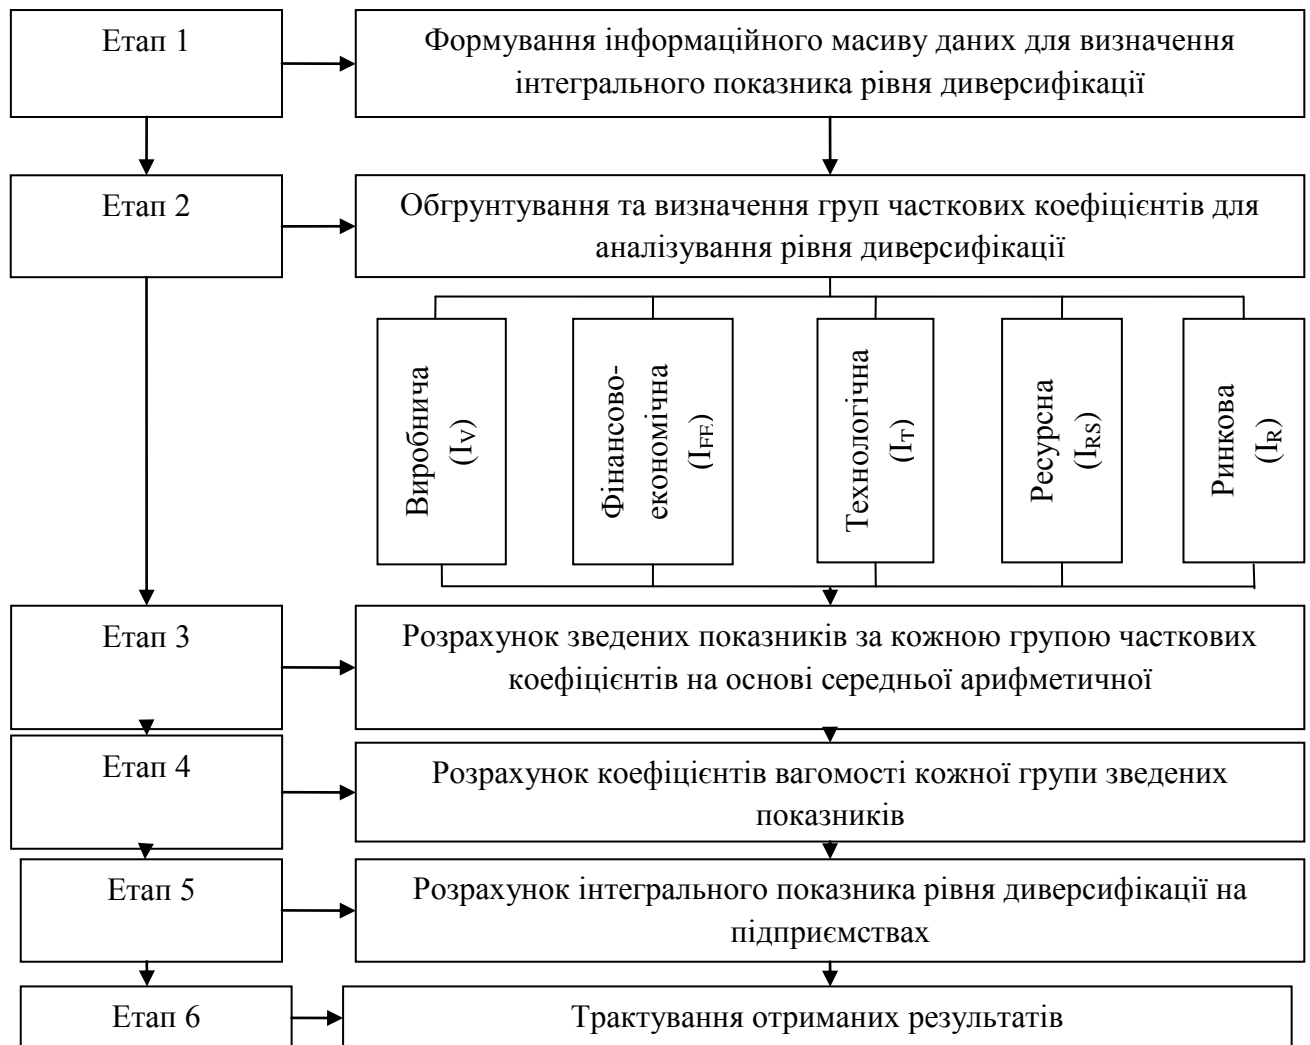 Етап 1
Формування інформаційного масиву даних для визначення
інтегрального показника рівня диверсифікації
Етап 2
Обгрунтування та визначення груп часткових коефіцієнтів для
аналізування рівня диверсифікації
Виробнича
(IV)
Фінансово-
економічна
(IFE)
Технологічна
(IT)
Ресурсна
(IRS)
Ринкова
(IR)
Етап 3
Розрахунок зведених показників за кожною групою часткових
коефіцієнтів на основі середньої арифметичної
Етап 4
Розрахунок коефіцієнтів вагомості кожної групи зведених
показників
Етап 5
Розрахунок інтегрального показника рівня диверсифікації на
підприємствах
Етап 6
Трактування отриманих результатів